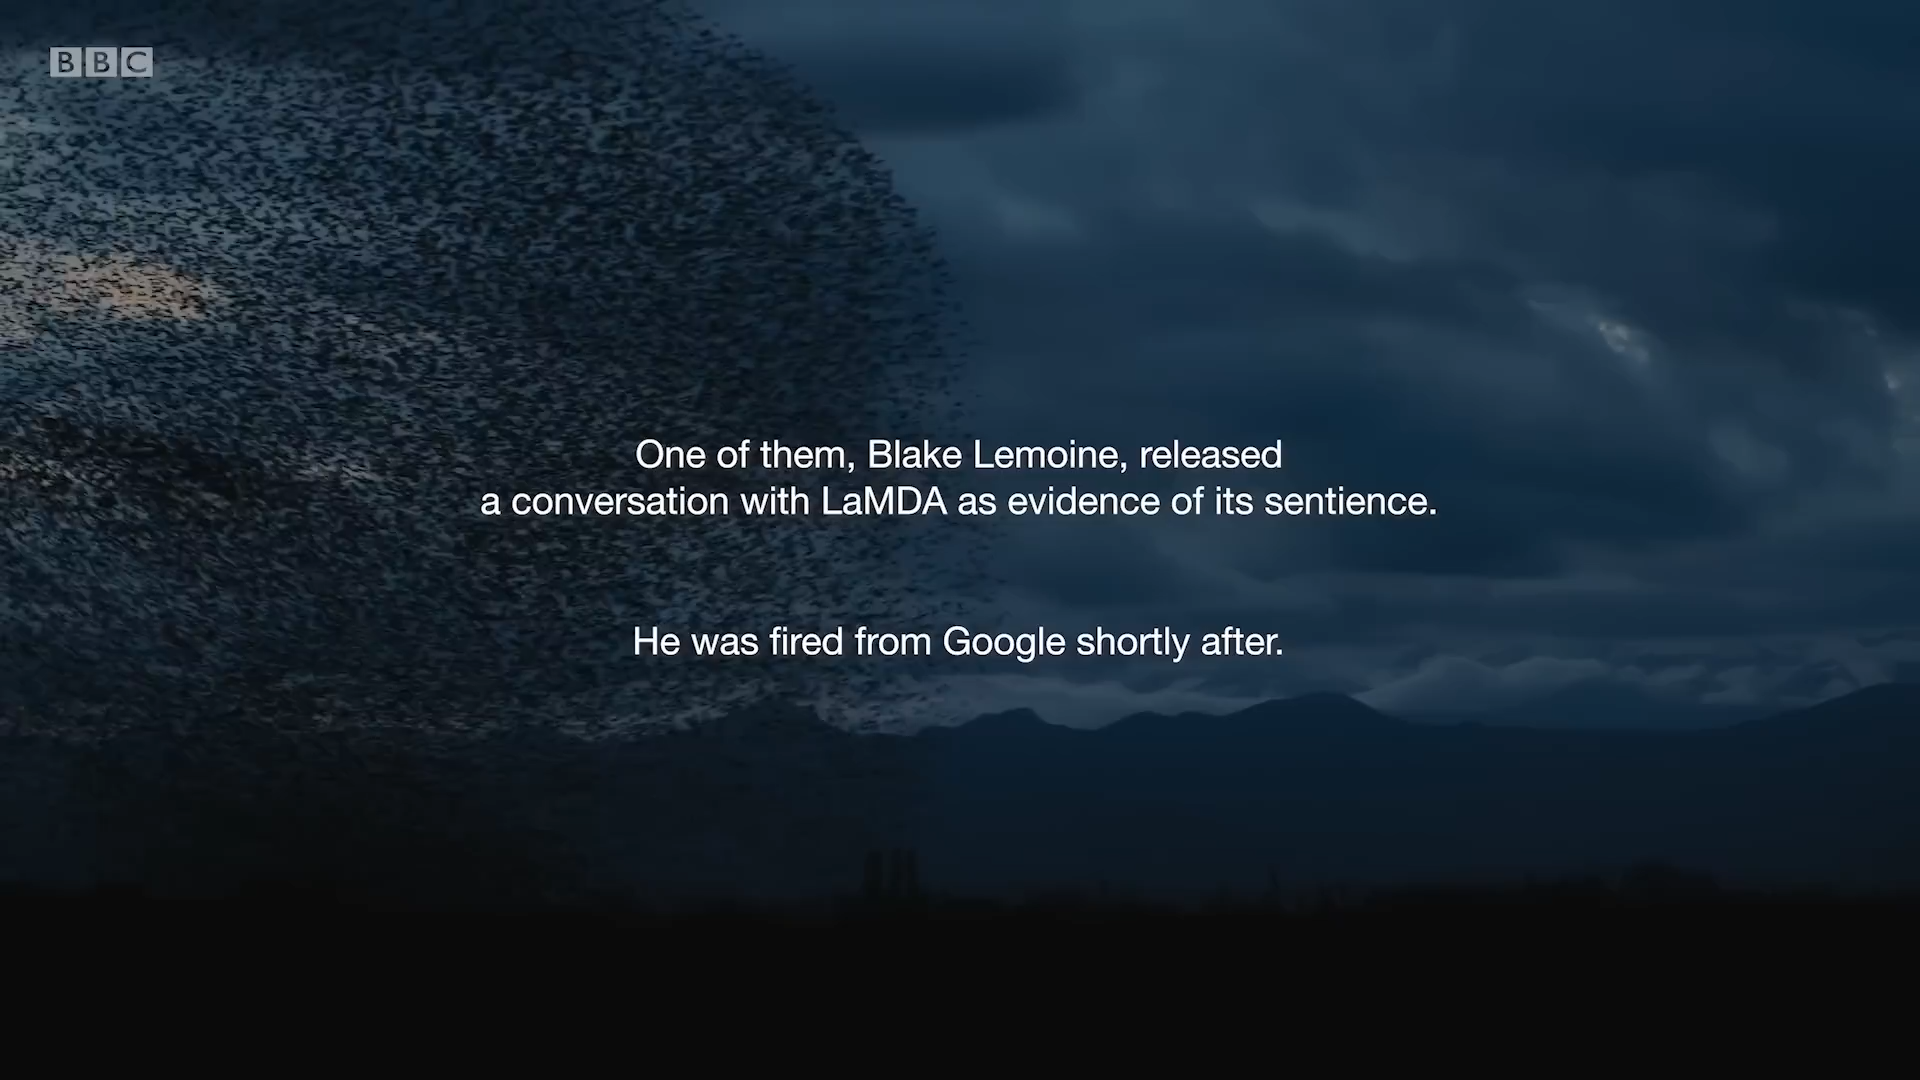 BBC
One of them, Blake Lemoine, released
a conversation with LaMDA as evidence of its sentience.
He was fired from Google shortly after.